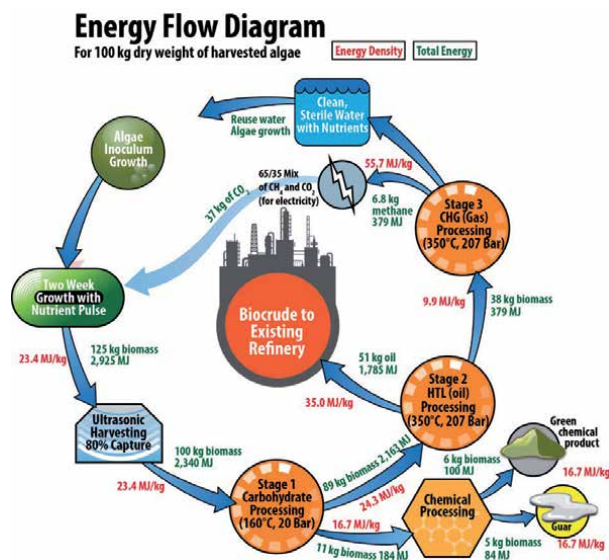 Energy Flow Diagram
For 100 kg dry weight of harvested algae
Energy Density
Total Energy
Clean,
Sterile Water
with Nutrients
Reuse water
Algae growth
Algae
Inoculum
Growth
65/35 Mix
of CH₄ and CO₂
(for electricity)
37 kg of CO₂
55.7 MJ/kg
6.8 kg
methane
379 MJ
Stage 3
CHG (Gas)
Processing
(350°C, 207 Bar)
Two Week
Growth with
Nutrient Pulse
Biocrude to
Existing
Refinery
9.9 MJ/kg
38 kg biomass
379 MJ
23.4 MJ/kg
125 kg biomass
2,925 MJ
51 kg oil
1,785 MJ
35.0 MJ/kg
Stage 2
HTL (oil)
Processing
(350°C, 207 Bar)
Ultrasonic
Harvesting
80% Capture
100 kg biomass
2,340 MJ
23.4 MJ/kg
Stage 1
Carbohydrate
Processing
(160°C, 20 Bar)
89 kg biomass 2,163 MJ
24.3 MJ/kg
16.7 MJ/kg
11 kg biomass 184 MJ
Chemical
Processing
6 kg biomass
100 MJ
Green
chemical
product
16.7 MJ/kg
Guar
5 kg biomass
84 MJ
16.7 MJ/kg